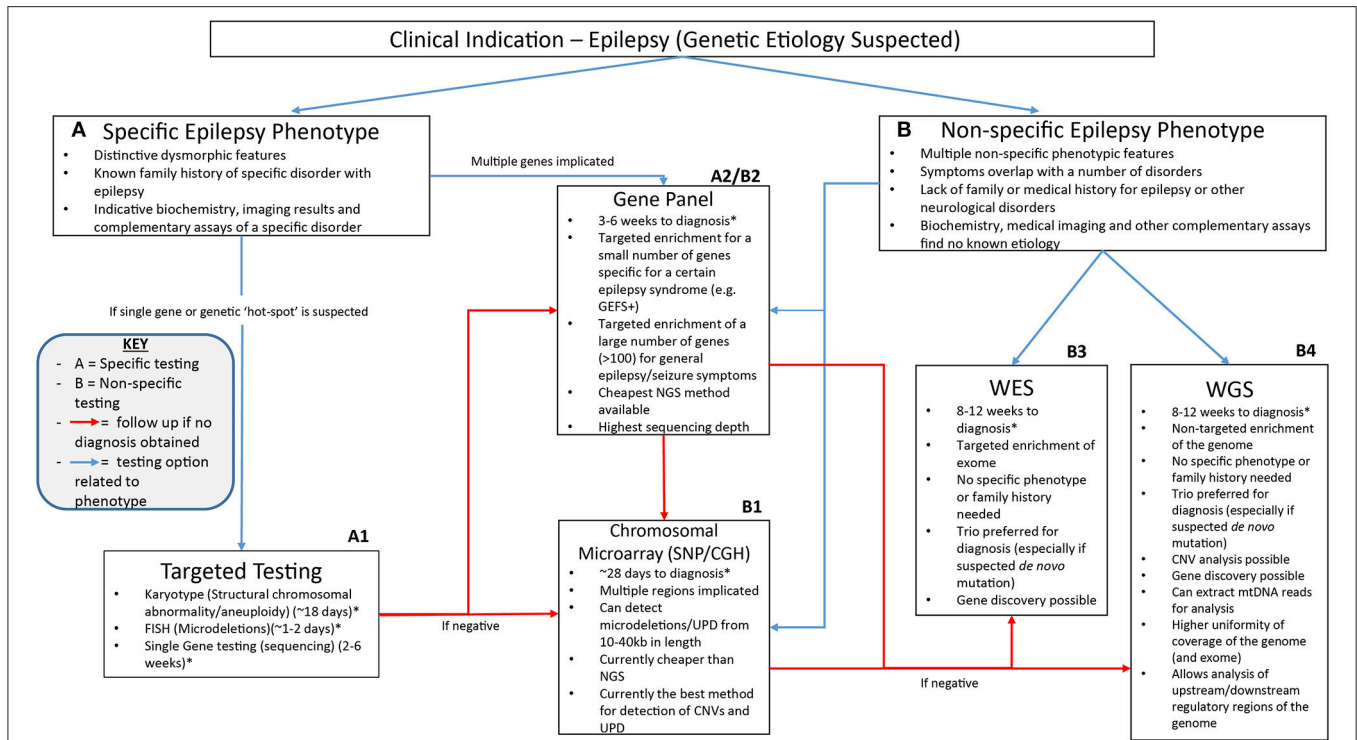 Clinical Indication – Epilepsy (Genetic Etiology Suspected)
A Specific Epilepsy Phenotype
• Distinctive dysmorphic features
• Known family history of specific disorder with
epilepsy
• Indicative biochemistry, imaging results and
complementary assays of a specific disorder
B Non-specific Epilepsy Phenotype
• Multiple non-specific phenotypic features
• Symptoms overlap with a number of disorders
• Lack of family or medical history for epilepsy or other
neurological disorders
• Biochemistry, medical imaging and other complementary assays
find no known etiology
Multiple genes implicated
A2/B2
Gene Panel
• 3-6 weeks to diagnosis*
• Targeted enrichment for a
small number of genes
specific for a certain
epilepsy syndrome (e.g.
GEFS+)
• Targeted enrichment of a
large number of genes
(>100) for general
epilepsy/seizure symptoms
• Cheapest NGS method
available
• Highest sequencing depth
If single gene or genetic ‘hot-spot’ is suspected
KEY
- A = Specific testing
- B = Non-specific
testing
- = follow up if no
diagnosis obtained
- = testing option
related to
phenotype
A1
Targeted Testing
• Karyotype (Structural chromosomal
abnormality/aneuploidy) (~18 days)*
• FISH (Microdeletions)(~1-2 days)*
• Single Gene testing (sequencing) (2-6
weeks)*
If negative
B1
Chromosomal
Microarray (SNP/CGH)
• ~28 days to diagnosis*
• Multiple regions implicated
• Can detect
microdeletions/UPD from
10-40kb in length
• Currently cheaper than
NGS
• Currently the best method
for detection of CNVs and
UPD
If negative
B3
WES
• 8-12 weeks to
diagnosis*
• Targeted enrichment of
exome
• No specific phenotype
or family history
needed
• Trio preferred for
diagnosis (especially if
suspected de novo
mutation)
• Gene discovery possible
B4
WGS
• 8-12 weeks to diagnosis*
• Non-targeted enrichment
of the genome
• No specific phenotype or
family history needed
• Trio preferred for
diagnosis (especially if
suspected de novo
mutation)
• CNV analysis possible
• Gene discovery possible
• Can extract mtDNA reads
for analysis
• Higher uniformity of
coverage of the genome
(and exome)
• Allows analysis of
upstream/downstream
regulatory regions of the
genome